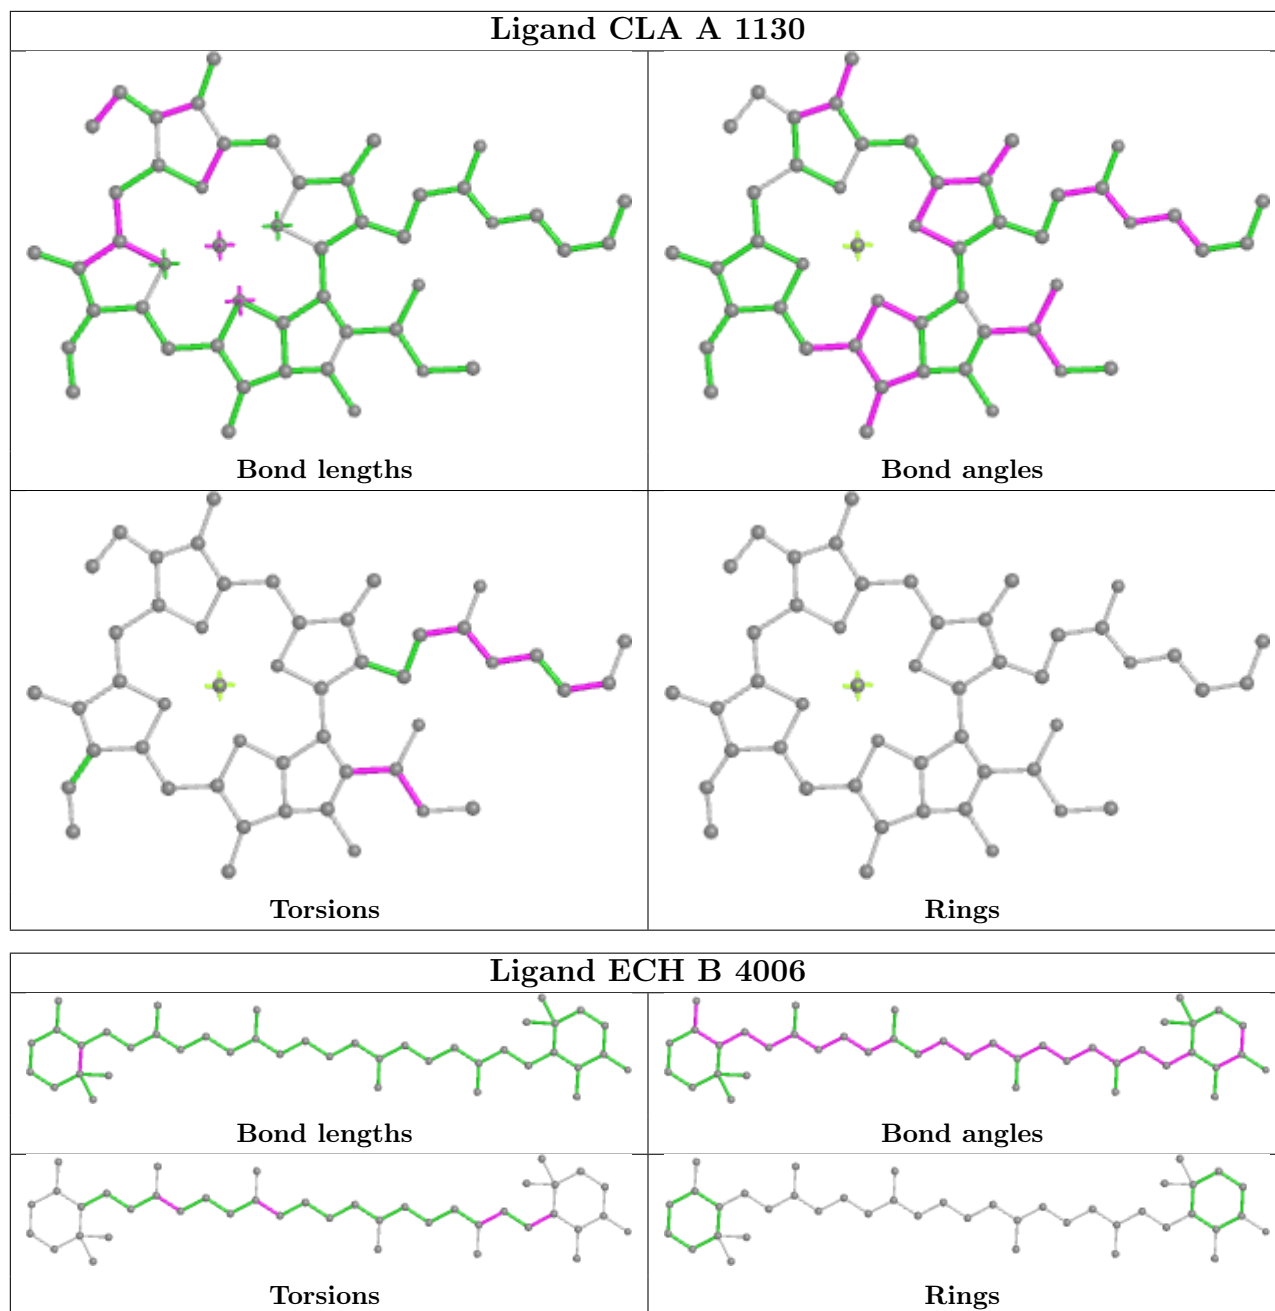 Ligand CLA A 1130
Bond lengths
Bond angles
Torsions
Rings
Ligand ECH B 4006
Bond lengths
Bond angles
Torsions
Rings